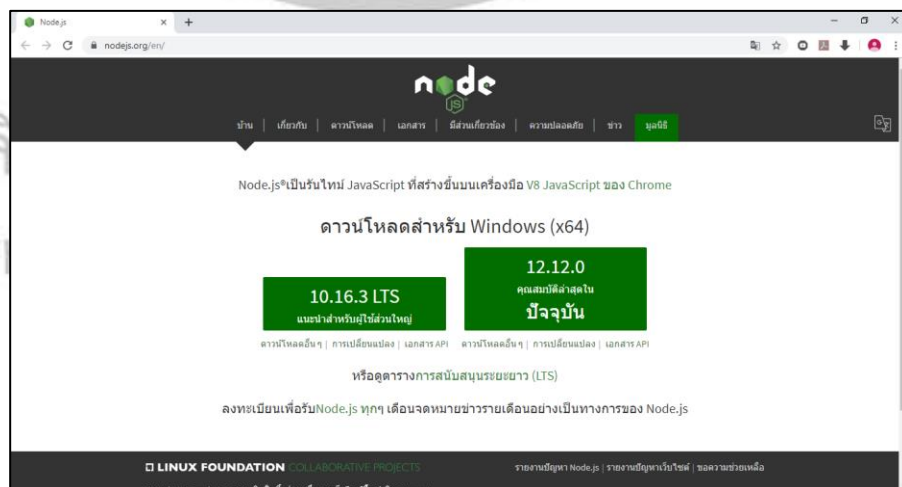 Node.js
nodejs.org/en/
node
JS
บ้าน | เกี่ยวกับ | ดาวน์โหลด | เอกสาร | มีส่วนเกี่ยวข้อง | ความปลอดภัย | ข่าว มูลนิธิ
Node.js®เป็นรันไทม์ JavaScript ที่สร้างขึ้นบนเครื่องมือ V8 JavaScript ของ Chrome
ดาวน์โหลดสำหรับ Windows (x64)
10.16.3 LTS
แนะนำสำหรับผู้ใช้ส่วนใหญ่
12.12.0
คุณสมบัติล่าสุดใน
ปัจจุบัน
ดาวน์โหลดอื่น ๆ | การเปลี่ยนแปลง | เอกสาร API
ดาวน์โหลดอื่น ๆ | การเปลี่ยนแปลง | เอกสาร API
หรือดูตารางการสนับสนุนระยะยาว (LTS)
ลงทะเบียนเพื่อรับNode.js ทุกๆ เดือนจดหมายข่าวรายเดือนอย่างเป็นทางการของ Node.js
LINUX FOUNDATION COLLABORATIVE PROJECTS
รายงานปัญหา Node.js | รายงานปัญหาเว็บไซต์ | ขอความช่วยเหลือ